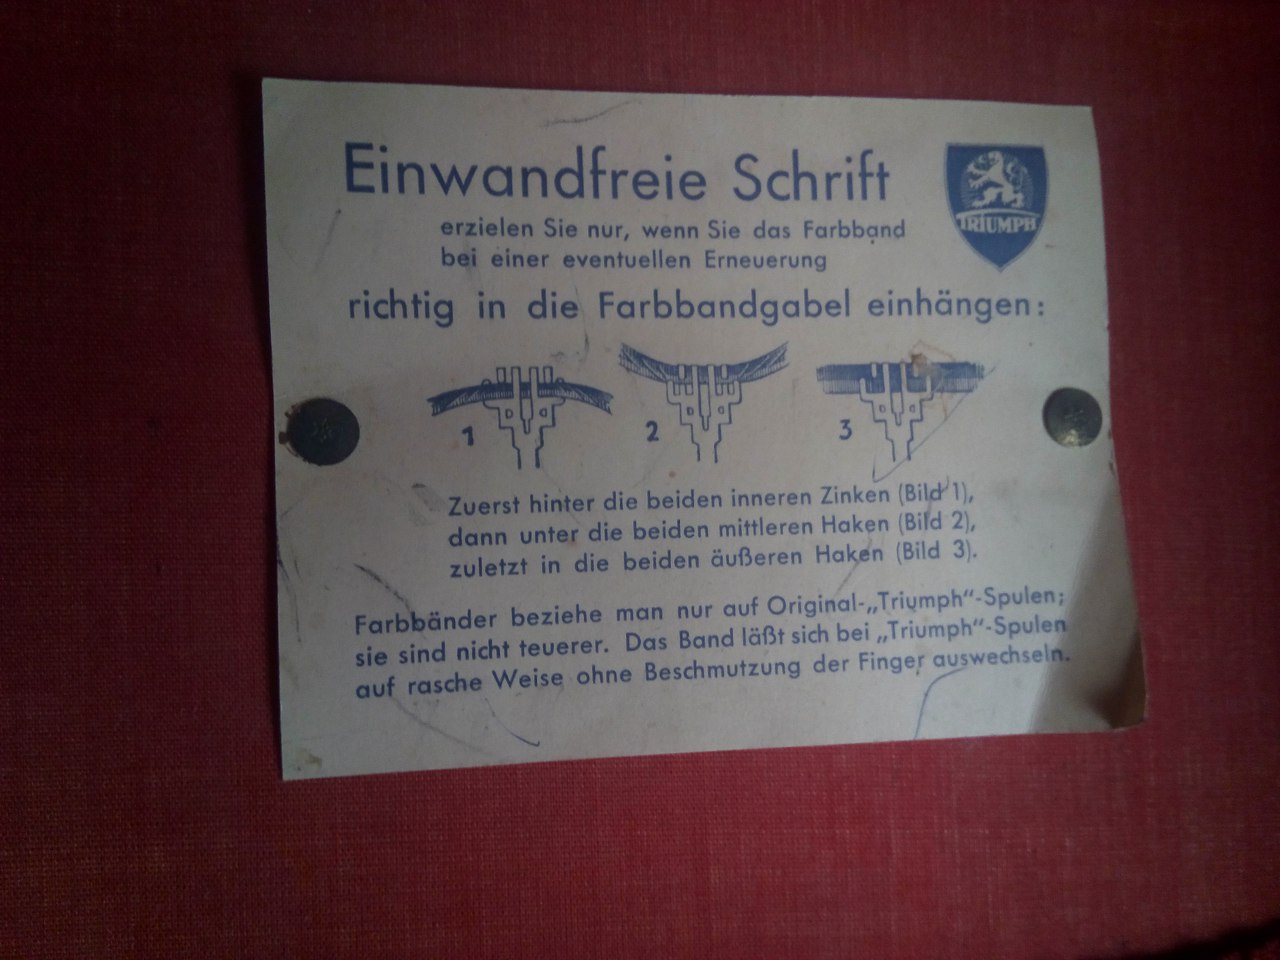 Einwandfreie Schrift
TRIUMPH
erzielen Sie nur, wenn Sie das Farbband
bei einer eventuellen Erneuerung
richtig in die Farbbandgabel einhängen:
1
2
3
Zuerst hinter die beiden inneren Zinken (Bild 1),
dann unter die beiden mittleren Haken (Bild 2),
zuletzt in die beiden äußeren Haken (Bild 3).
Farbbänder beziehe man nur auf Original-„Triumph“-Spulen;
sie sind nicht teuerer. Das Band läßt sich bei „Triumph“-Spulen
auf rasche Weise ohne Beschmutzung der Finger auswechseln.